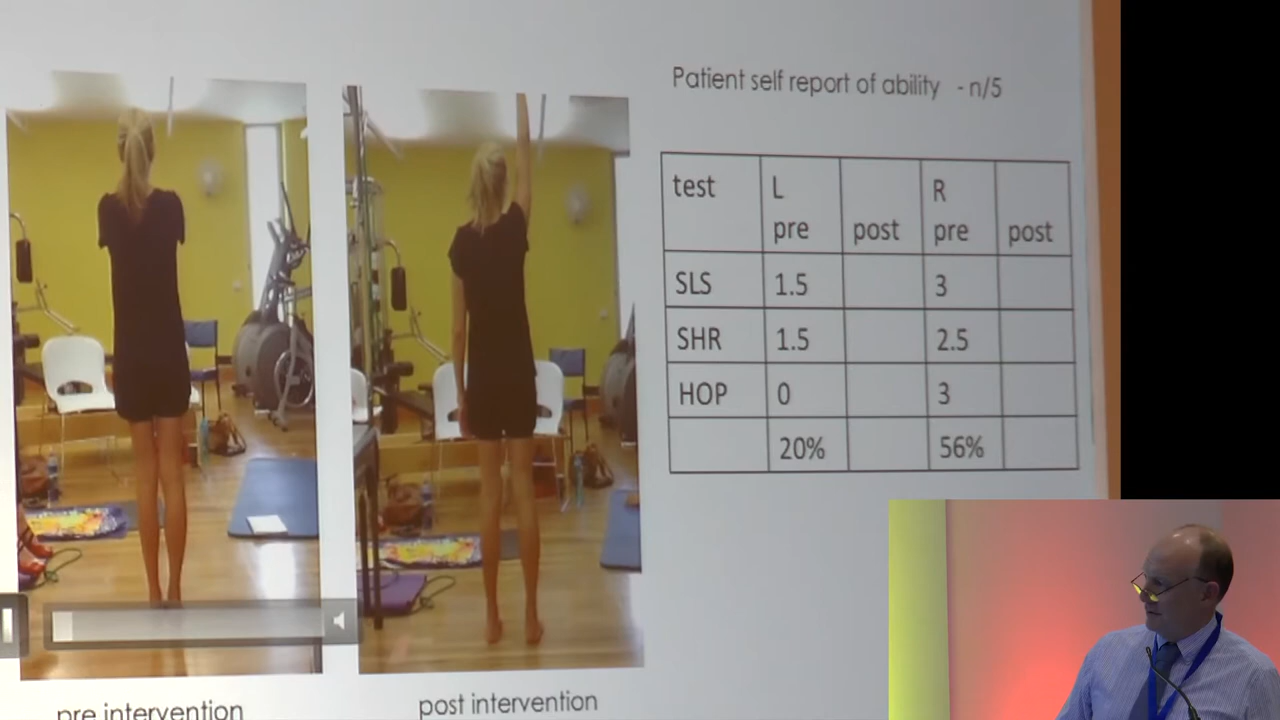 Patient self report of ability - n/5
test L pre post R pre post
SLS 1.5 3
SHR 1.5 2.5
HOP 0 3
20% 56%
pre intervention
post intervention